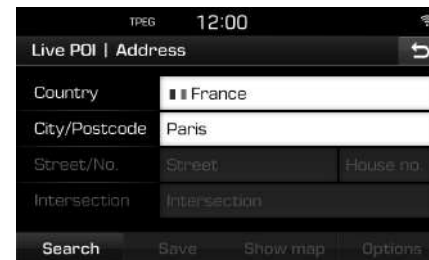 TPEG 12:00
Live POI | Address
Country France
City/Postcode Paris
Street/No. Street House no.
Intersection Intersection
Search Save Show map Options